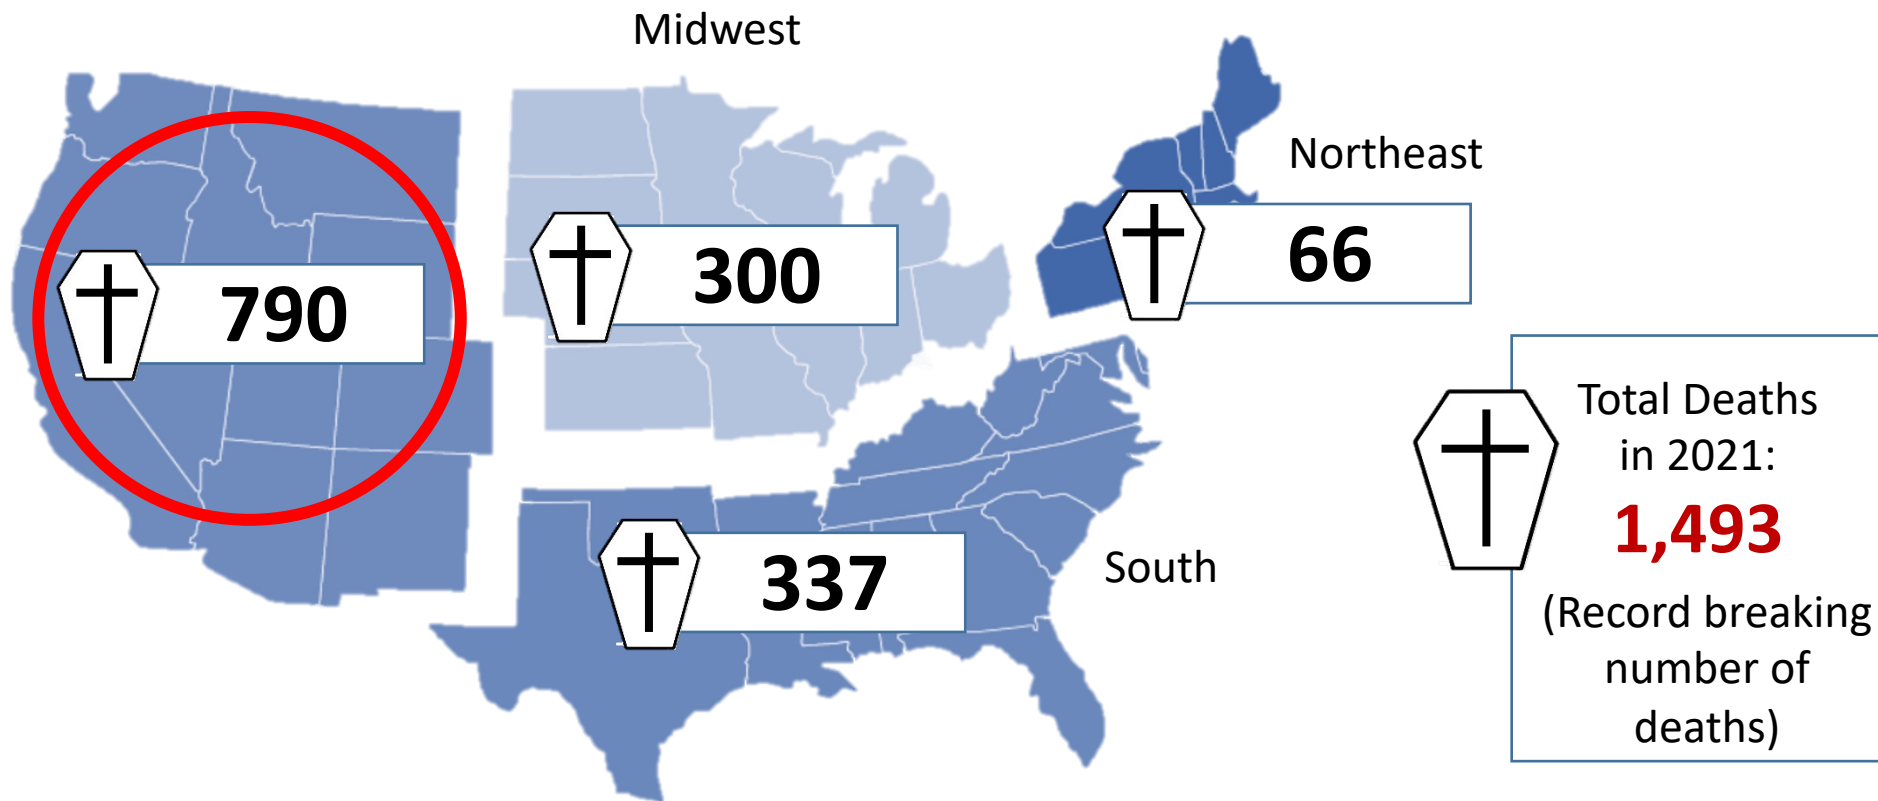 Midwest
Northeast
790
300
66
337
South
Total Deaths
in 2021:
1,493
(Record breaking
number of
deaths)